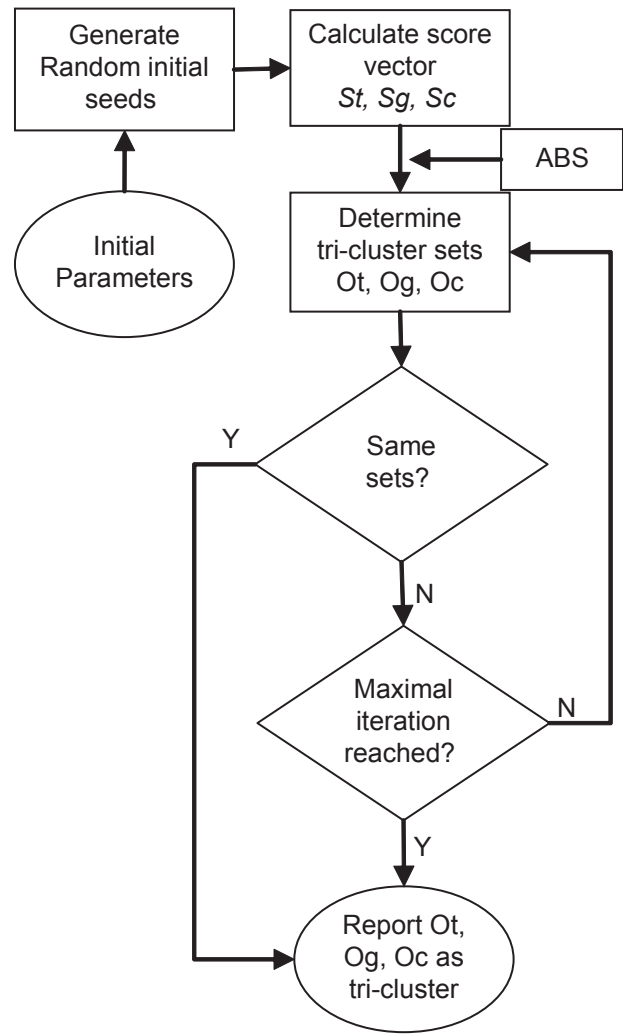 Generate
Random initial
seeds
Calculate score
vector
St, Sg, Sc
ABS
Initial
Parameters
Determine
tri-cluster sets
Ot, Og, Oc
Y
Same
sets?
N
Maximal
iteration
reached?
N
Y
Report Ot,
Og, Oc as
tri-cluster